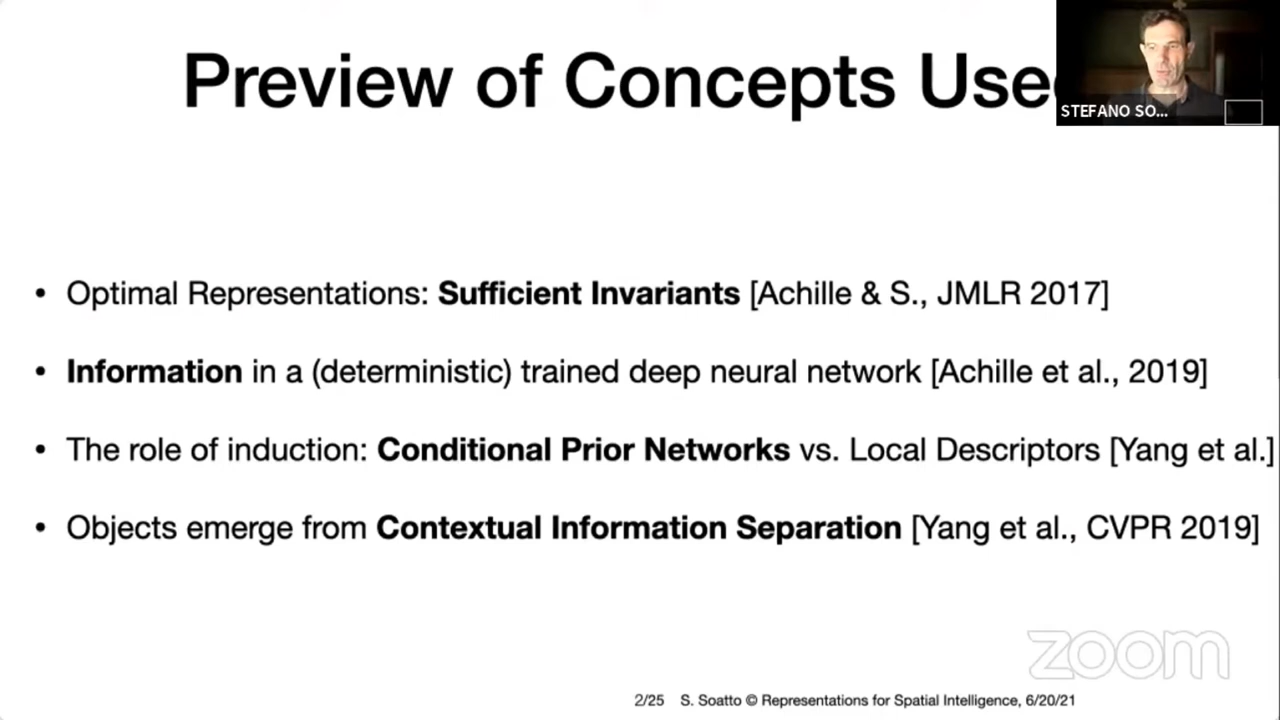 Preview of Concepts Use
STEFANO SO...
• Optimal Representations: Sufficient Invariants [Achille & S., JMLR 2017]
• Information in a (deterministic) trained deep neural network [Achille et al., 2019]
• The role of induction: Conditional Prior Networks vs. Local Descriptors [Yang et al.]
• Objects emerge from Contextual Information Separation [Yang et al., CVPR 2019]
zoom
2/25 S. Soatto © Representations for Spatial Intelligence, 6/20/21